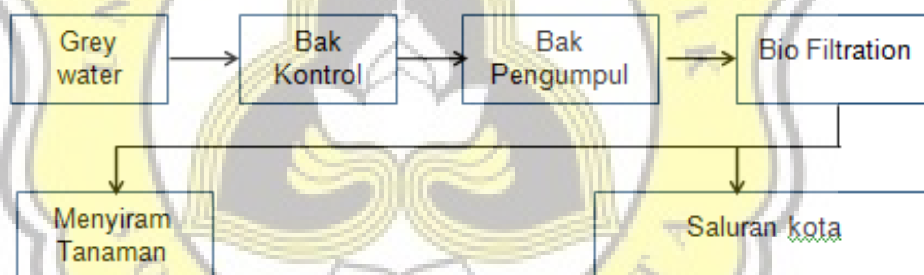 Grey
water
Bak
Kontrol
Bak
Pengumpul
Bio Filtration
Menyiram
Tanaman
Saluran kota